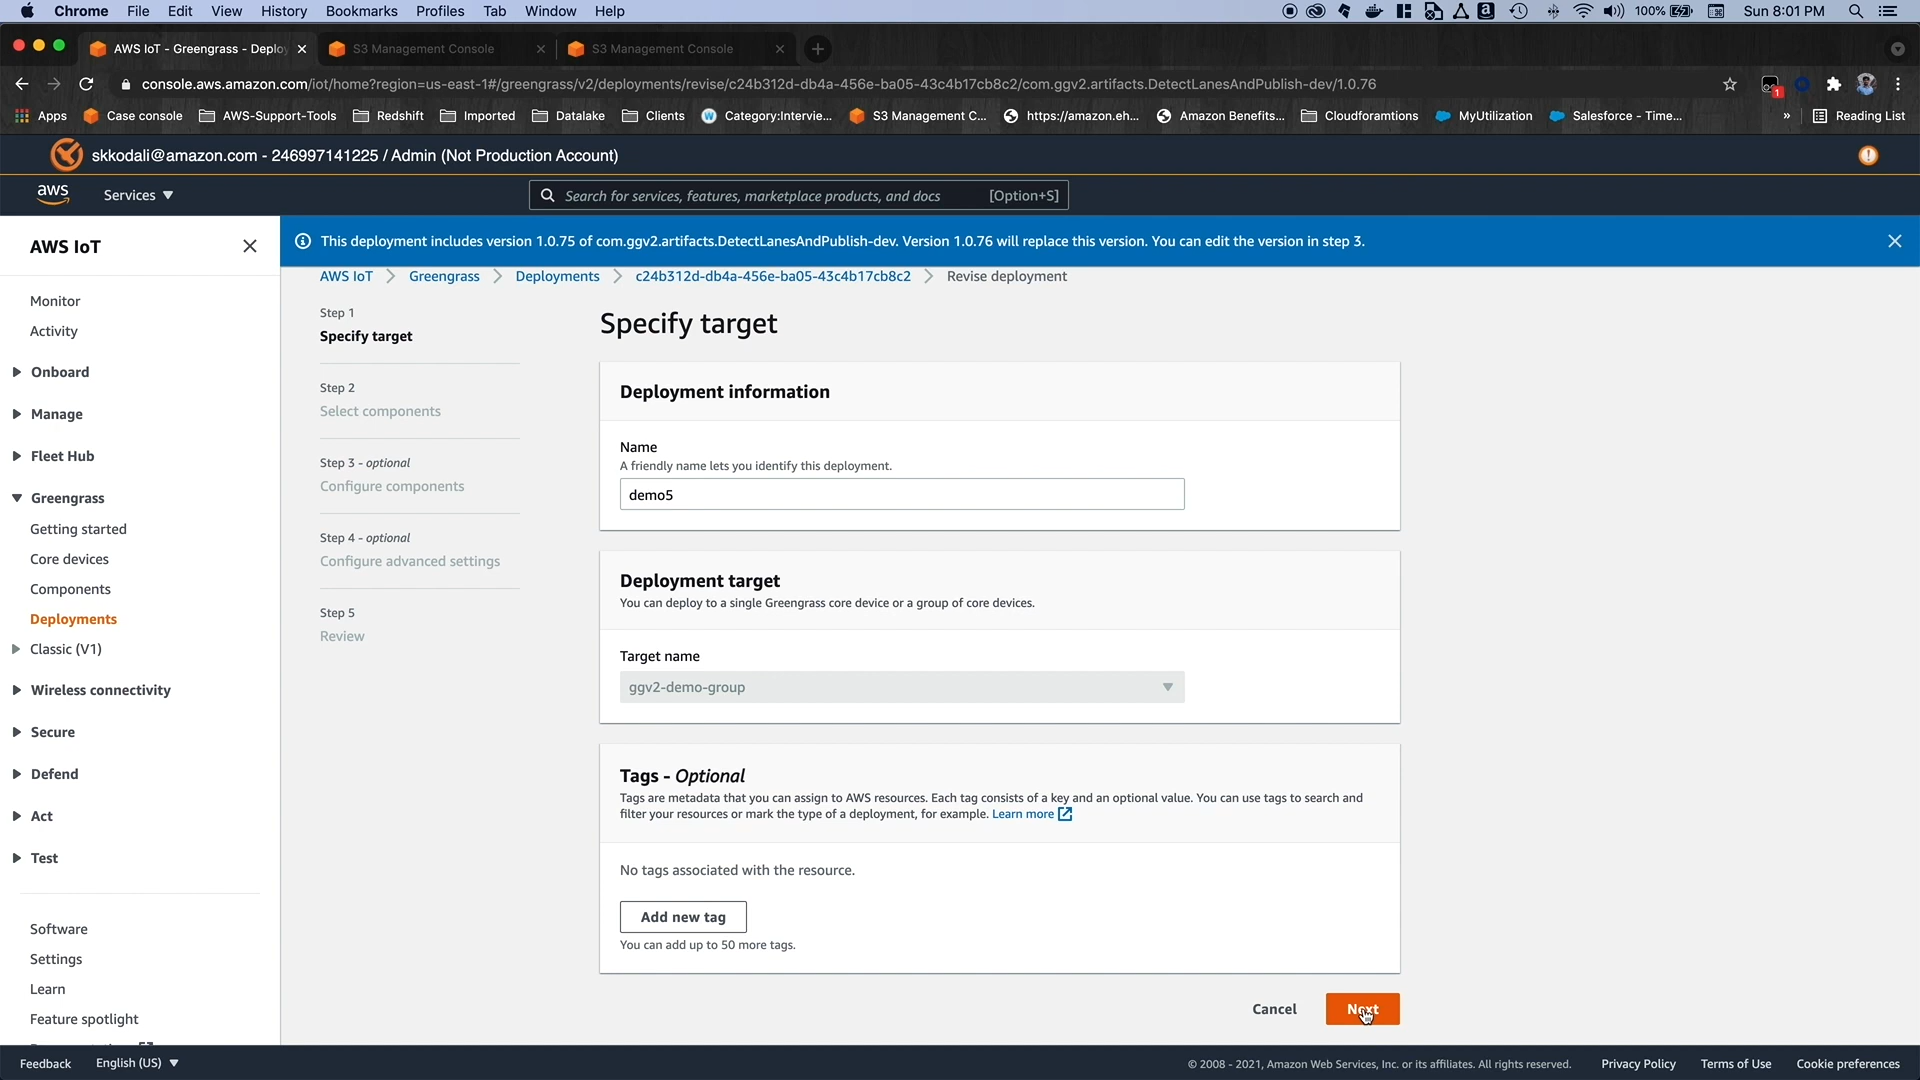 Chrome File Edit View History Bookmarks Profiles Tab Window Help 100% Sun 8:01 PM
AWS IoT - Greengrass - Deplo S3 Management Console S3 Management Console
console.aws.amazon.com/iot/home?region=us-east-1#/greengrass/v2/deployments/revise/c24b312d-db4a-456e-ba05-43c4b17cb8c2/com.ggv2.artifacts.DetectLanesAndPublish-dev/1.0.76
Apps Case console AWS-Support-Tools Redshift Imported Datalake Clients Category:Intervie... S3 Management C... https://amazon.eh... Amazon Benefits... Cloudforamtions MyUtilization Salesforce - Time... » Reading List
skkodali@amazon.com - 246997141225 / Admin (Not Production Account)
aws Services Search for services, features, marketplace products, and docs [Option+S]
AWS IoT
Monitor
Activity
Onboard
Manage
Fleet Hub
Greengrass
Getting started
Core devices
Components
Deployments
Classic (V1)
Wireless connectivity
Secure
Defend
Act
Test
Software
Settings
Learn
Feature spotlight
This deployment includes version 1.0.75 of com.ggv2.artifacts.DetectLanesAndPublish-dev. Version 1.0.76 will replace this version. You can edit the version in step 3.
AWS IoT Greengrass Deployments c24b312d-db4a-456e-ba05-43c4b17cb8c2 Revise deployment
Step 1
Specify target
Step 2
Select components
Step 3 - optional
Configure components
Step 4 - optional
Configure advanced settings
Step 5
Review
Specify target
Deployment information
Name
A friendly name lets you identify this deployment.
demo5
Deployment target
You can deploy to a single Greengrass core device or a group of core devices.
Target name
ggv2-demo-group
Tags - Optional
Tags are metadata that you can assign to AWS resources. Each tag consists of a key and an optional value. You can use tags to search and
filter your resources or mark the type of a deployment, for example. Learn more
No tags associated with the resource.
Add new tag
You can add up to 50 more tags.
Cancel Next
Feedback English (US) © 2008 - 2021, Amazon Web Services, Inc. or its affiliates. All rights reserved. Privacy Policy Terms of Use Cookie preferences